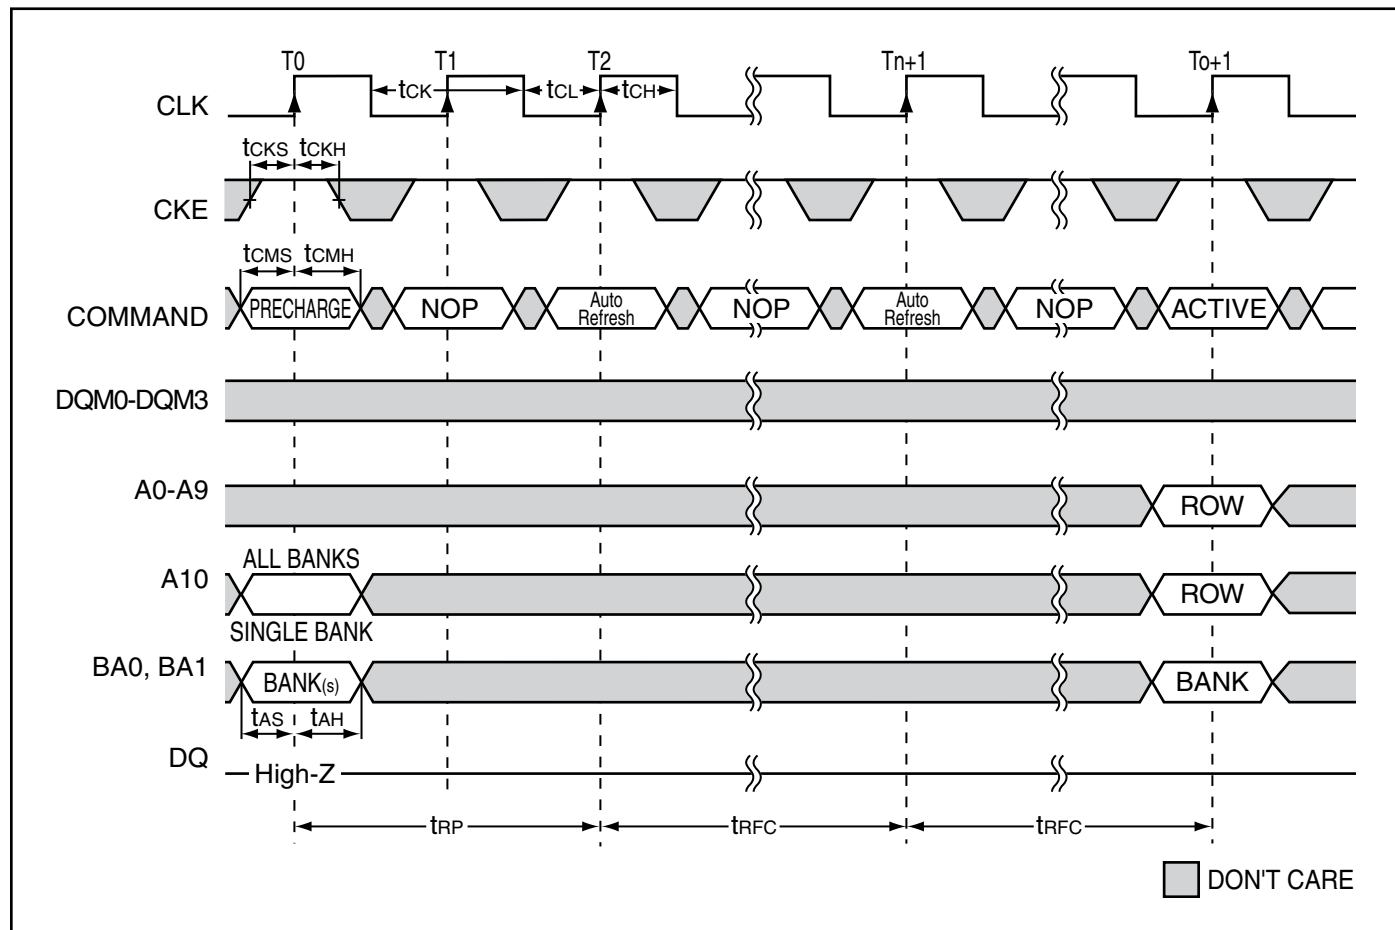 T0 T1 T2 Tn+1 To+1
CLK tCK tCL tCH
tCKS tCKH
CKE
tCMS tCMH
COMMAND PRECHARGE NOP Auto Refresh NOP Auto Refresh NOP ACTIVE
DQM0-DQM3
A0-A9 ROW
ALL BANKS
A10 ROW
SINGLE BANK
BA0, BA1 BANK(s) BANK
tAS tAH
DQ High-Z
tRP tRFC tRFC
DON'T CARE